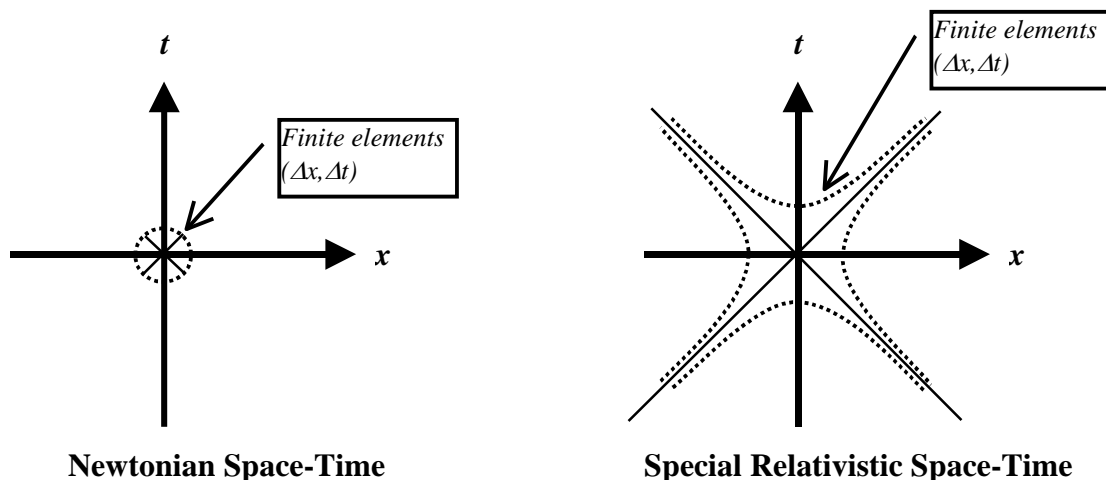 t
Finite elements
(Δx,Δt)
x
Newtonian Space-Time
t
Finite elements
(Δx,Δt)
x
Special Relativistic Space-Time